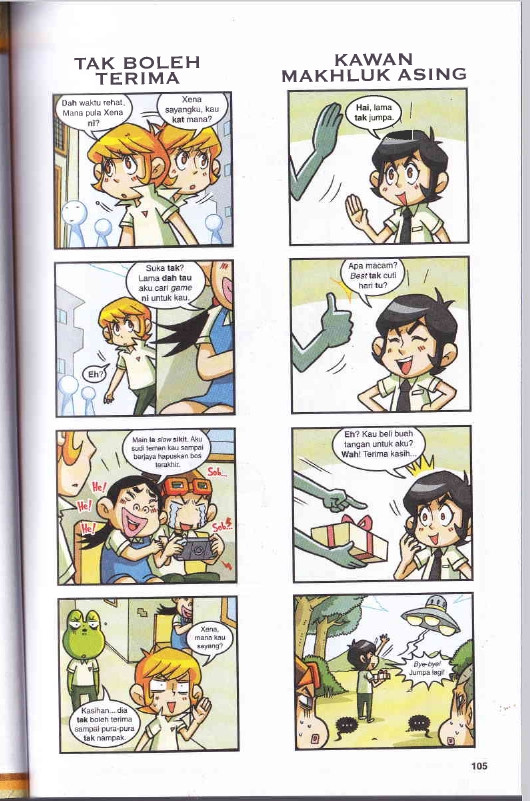 TAK BOLEH
TERIMA
Dah waktu rehat,
Mana pula Xena
ni?
Xena
sayangku, kau
kat mana?
Suka tak?
Lama dah tau
aku cari game
ni untuk kau.
Eh?
Main la slow sikit. Aku
sudi teman kau sampai
berjaya hapuskan bos
terakhir.
He!
He!
He!
Sob...
Sob...
Xena,
mana kau
sayang?
Kasihan... dia
tak boleh terima
sampai pura-pura
tak nampak.
KAWAN
MAKHLUK ASING
Hai, lama
tak jumpa.
Apa macam?
Best tak cuti
hari tu?
Eh? Kau beli buah
tangan untuk aku?
Wah! Terima kasih...
Bye-bye!
Jumpa lagi!
105